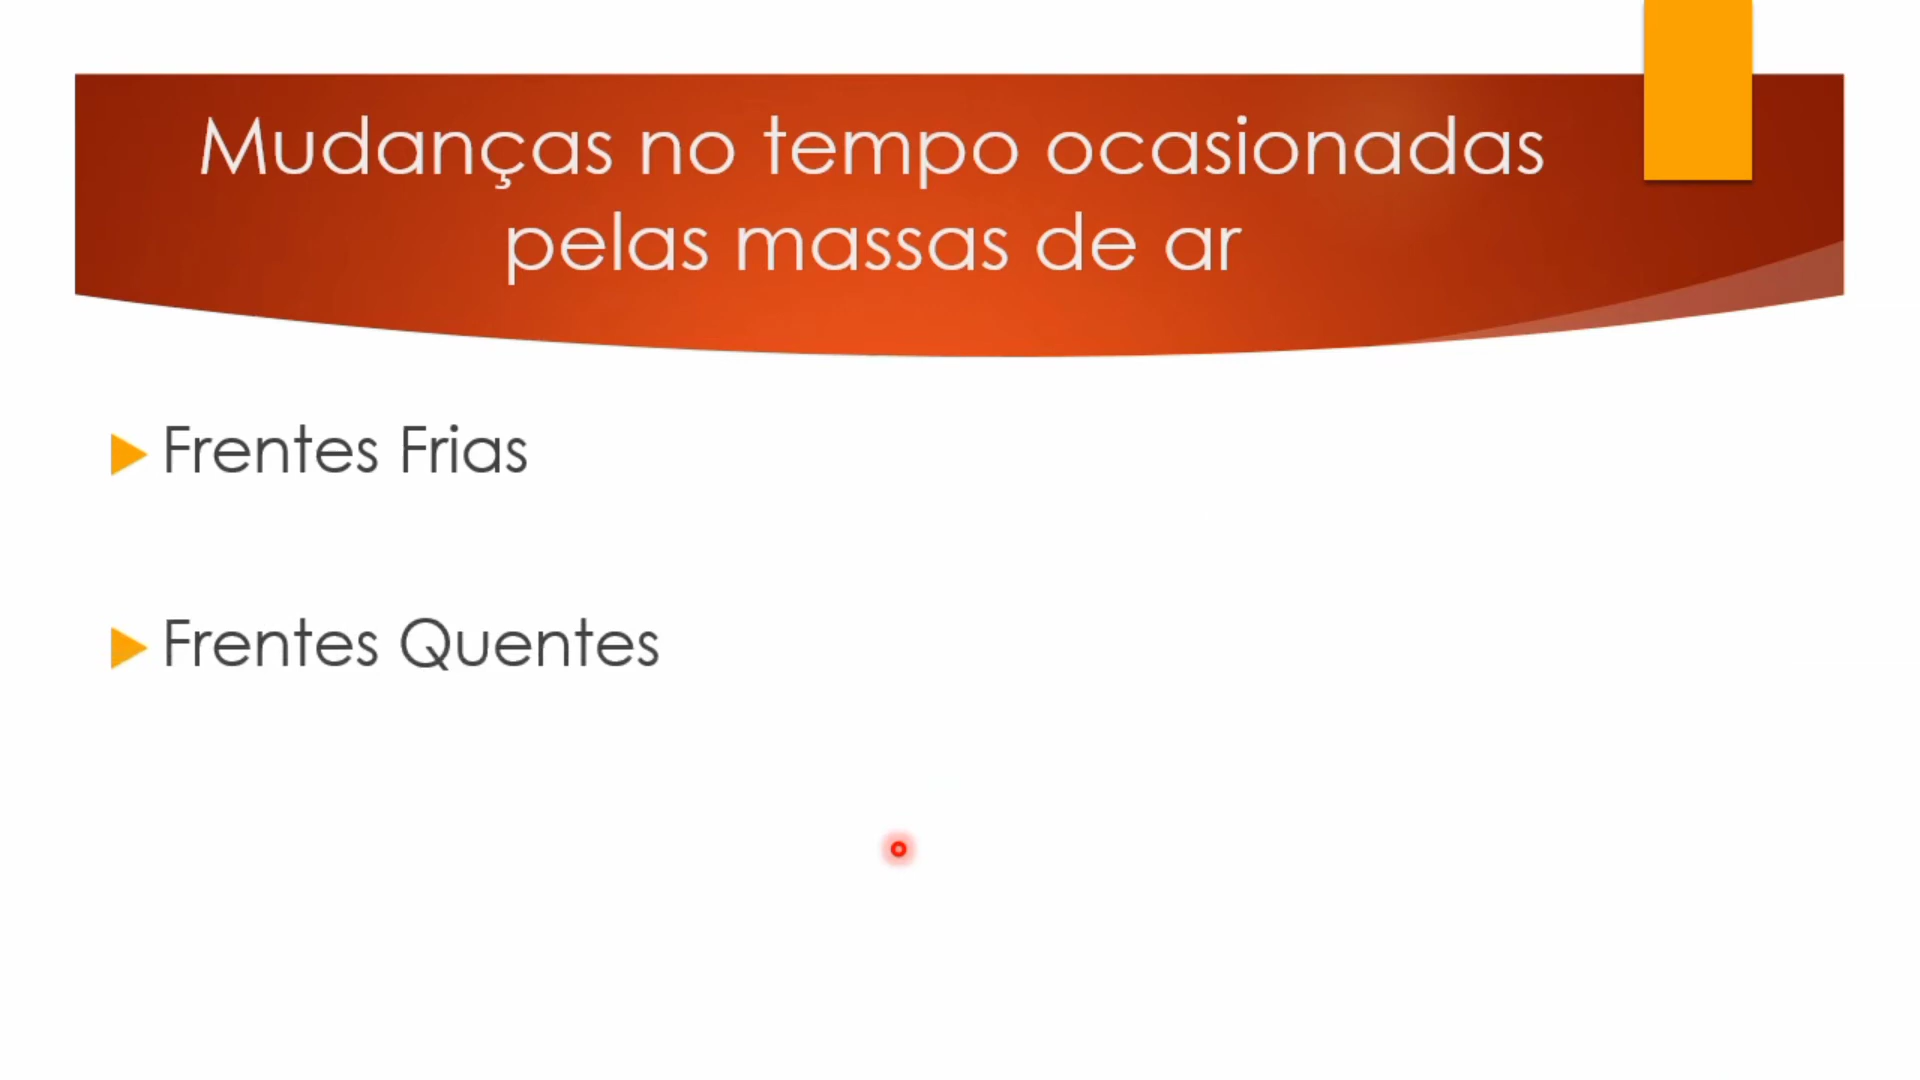 Mudanças no tempo ocasionadas
pelas massas de ar
Frentes Frias
Frentes Quentes